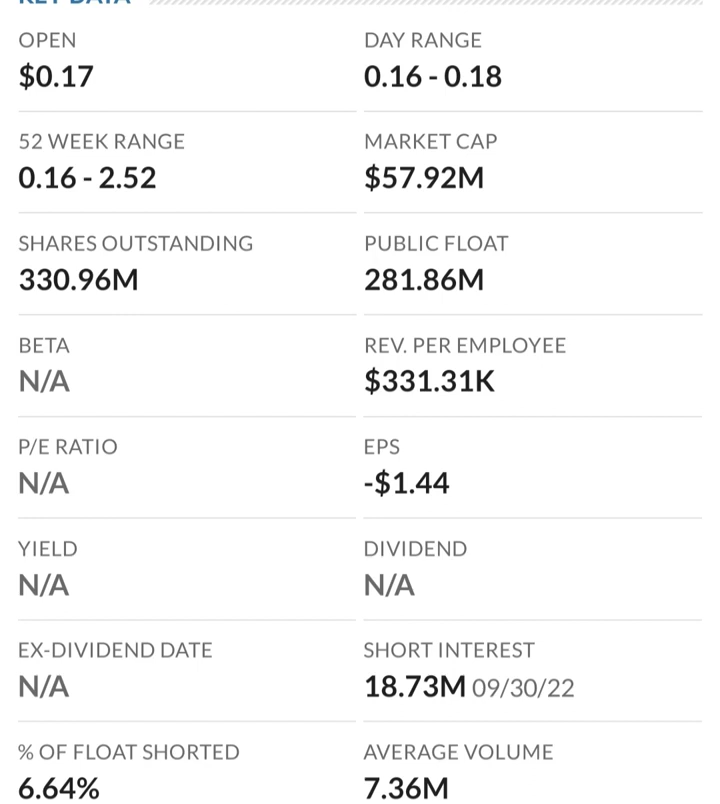 KEY DATA
OPEN
$0.17
DAY RANGE
0.16 - 0.18
52 WEEK RANGE
0.16 - 2.52
MARKET CAP
$57.92M
SHARES OUTSTANDING
330.96M
PUBLIC FLOAT
281.86M
BETA
N/A
REV. PER EMPLOYEE
$331.31K
P/E RATIO
N/A
EPS
-$1.44
YIELD
N/A
DIVIDEND
N/A
EX-DIVIDEND DATE
N/A
SHORT INTEREST
18.73M 09/30/22
% OF FLOAT SHORTED
6.64%
AVERAGE VOLUME
7.36M